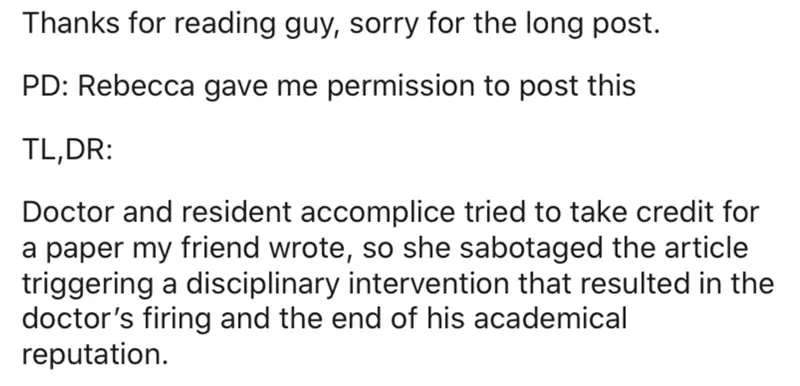 Thanks for reading guy, sorry for the long post.
PD: Rebecca gave me permission to post this
TL,DR:
Doctor and resident accomplice tried to take credit for
a paper my friend wrote, so she sabotaged the article
triggering a disciplinary intervention that resulted in the
doctor's firing and the end of his academical
reputation.